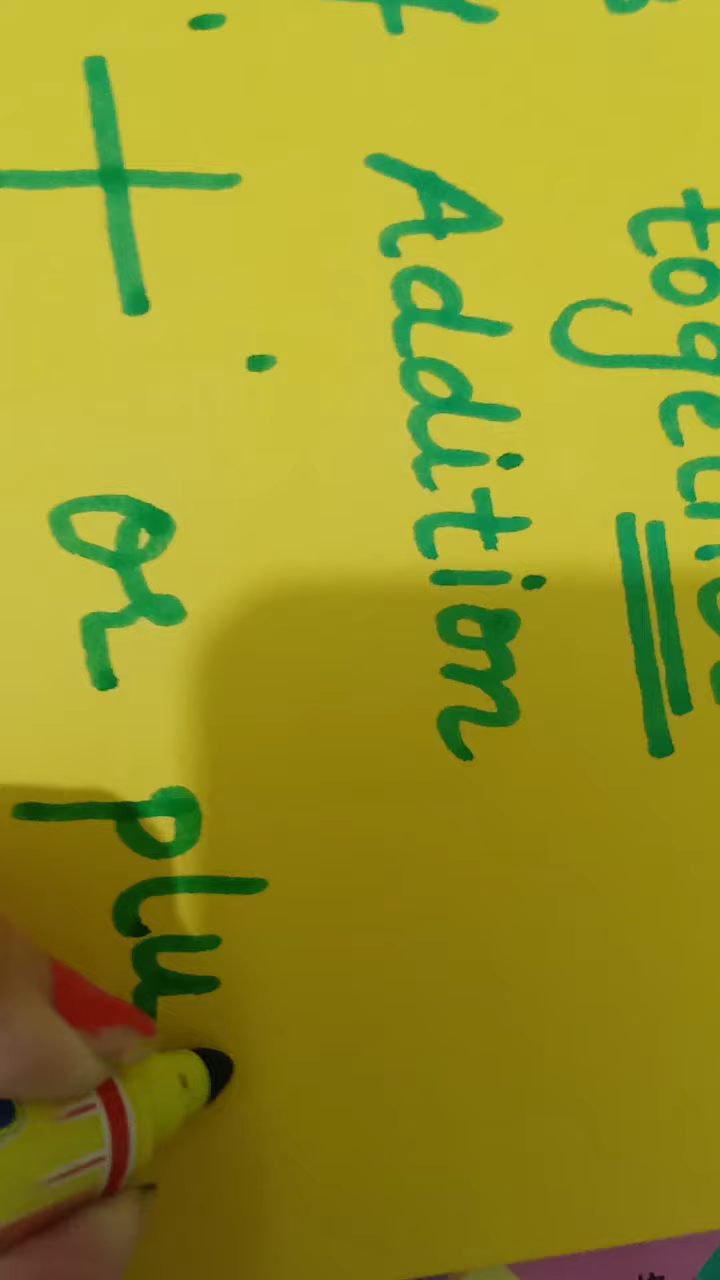 together
Addition
+ or plu